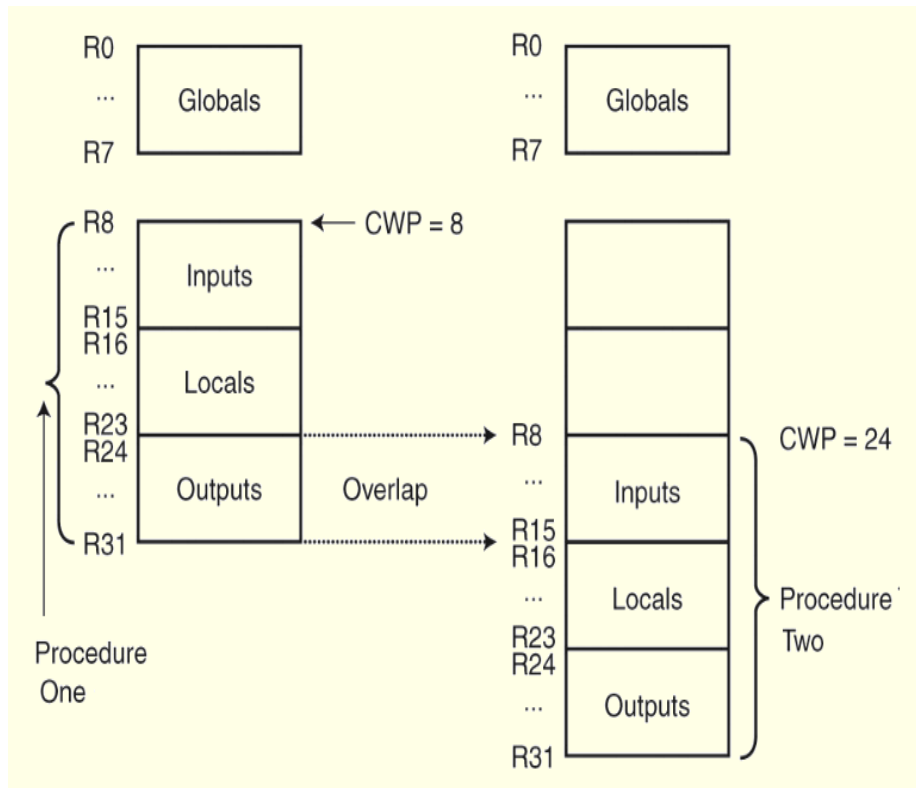 R0
...
R7
Globals
R8
...
R15
R16
...
R23
R24
...
R31
Inputs
Locals
Outputs
CWP = 8
Overlap
Procedure
One
R0
...
R7
Globals
R8
...
R15
R16
...
R23
R24
...
R31
Inputs
Locals
Outputs
CWP = 24
Procedure
Two